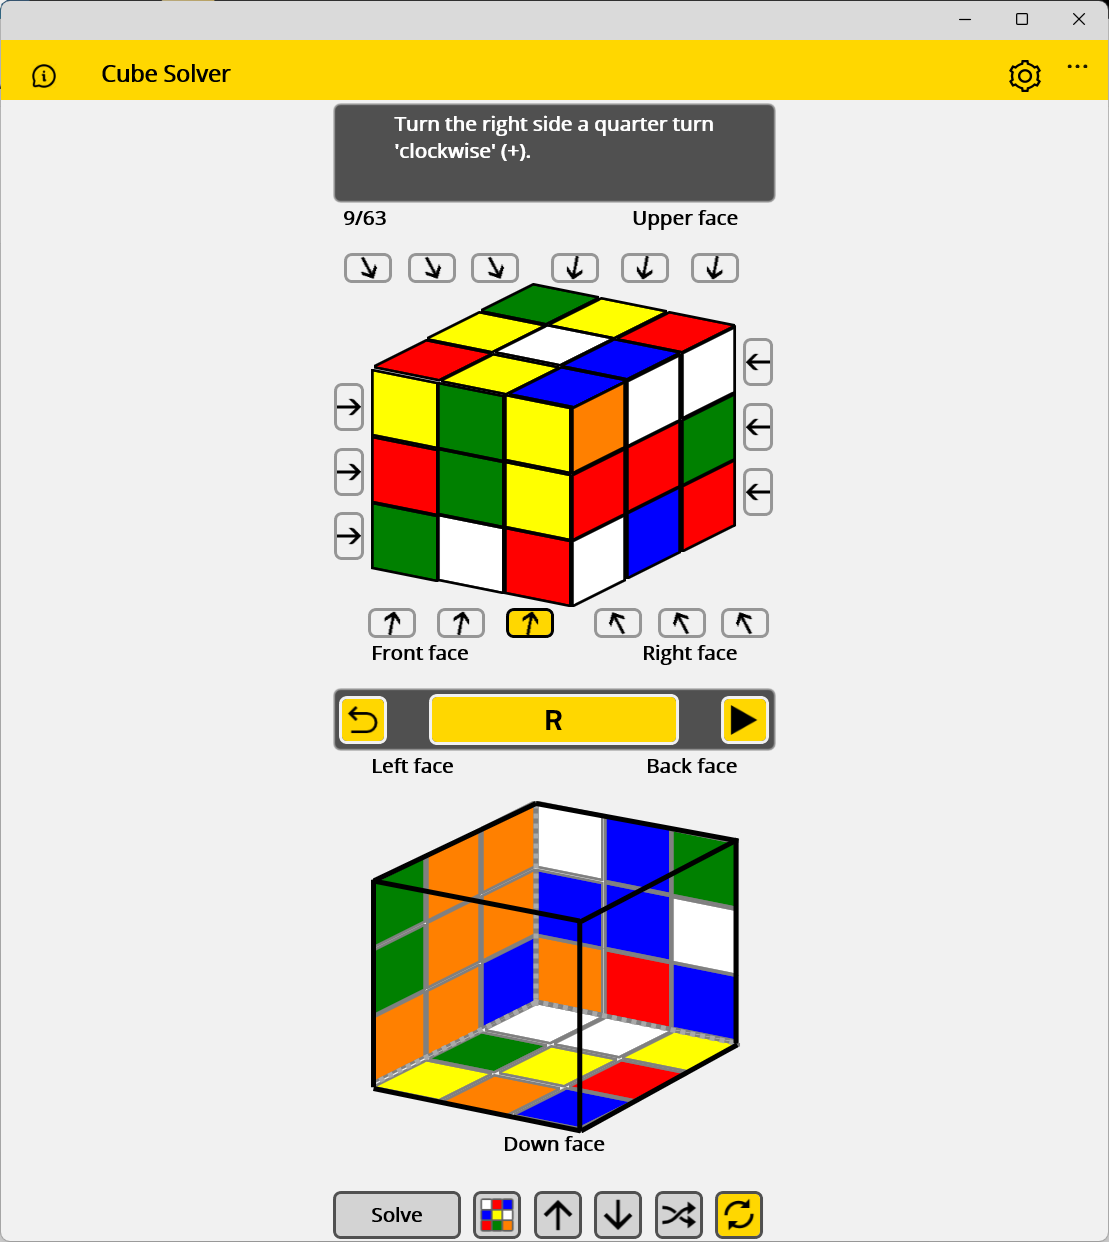 Cube Solver
Turn the right side a quarter turn
'clockwise' (+).
9/63
Upper face
Front face
Right face
R
Left face
Back face
Down face
Solve